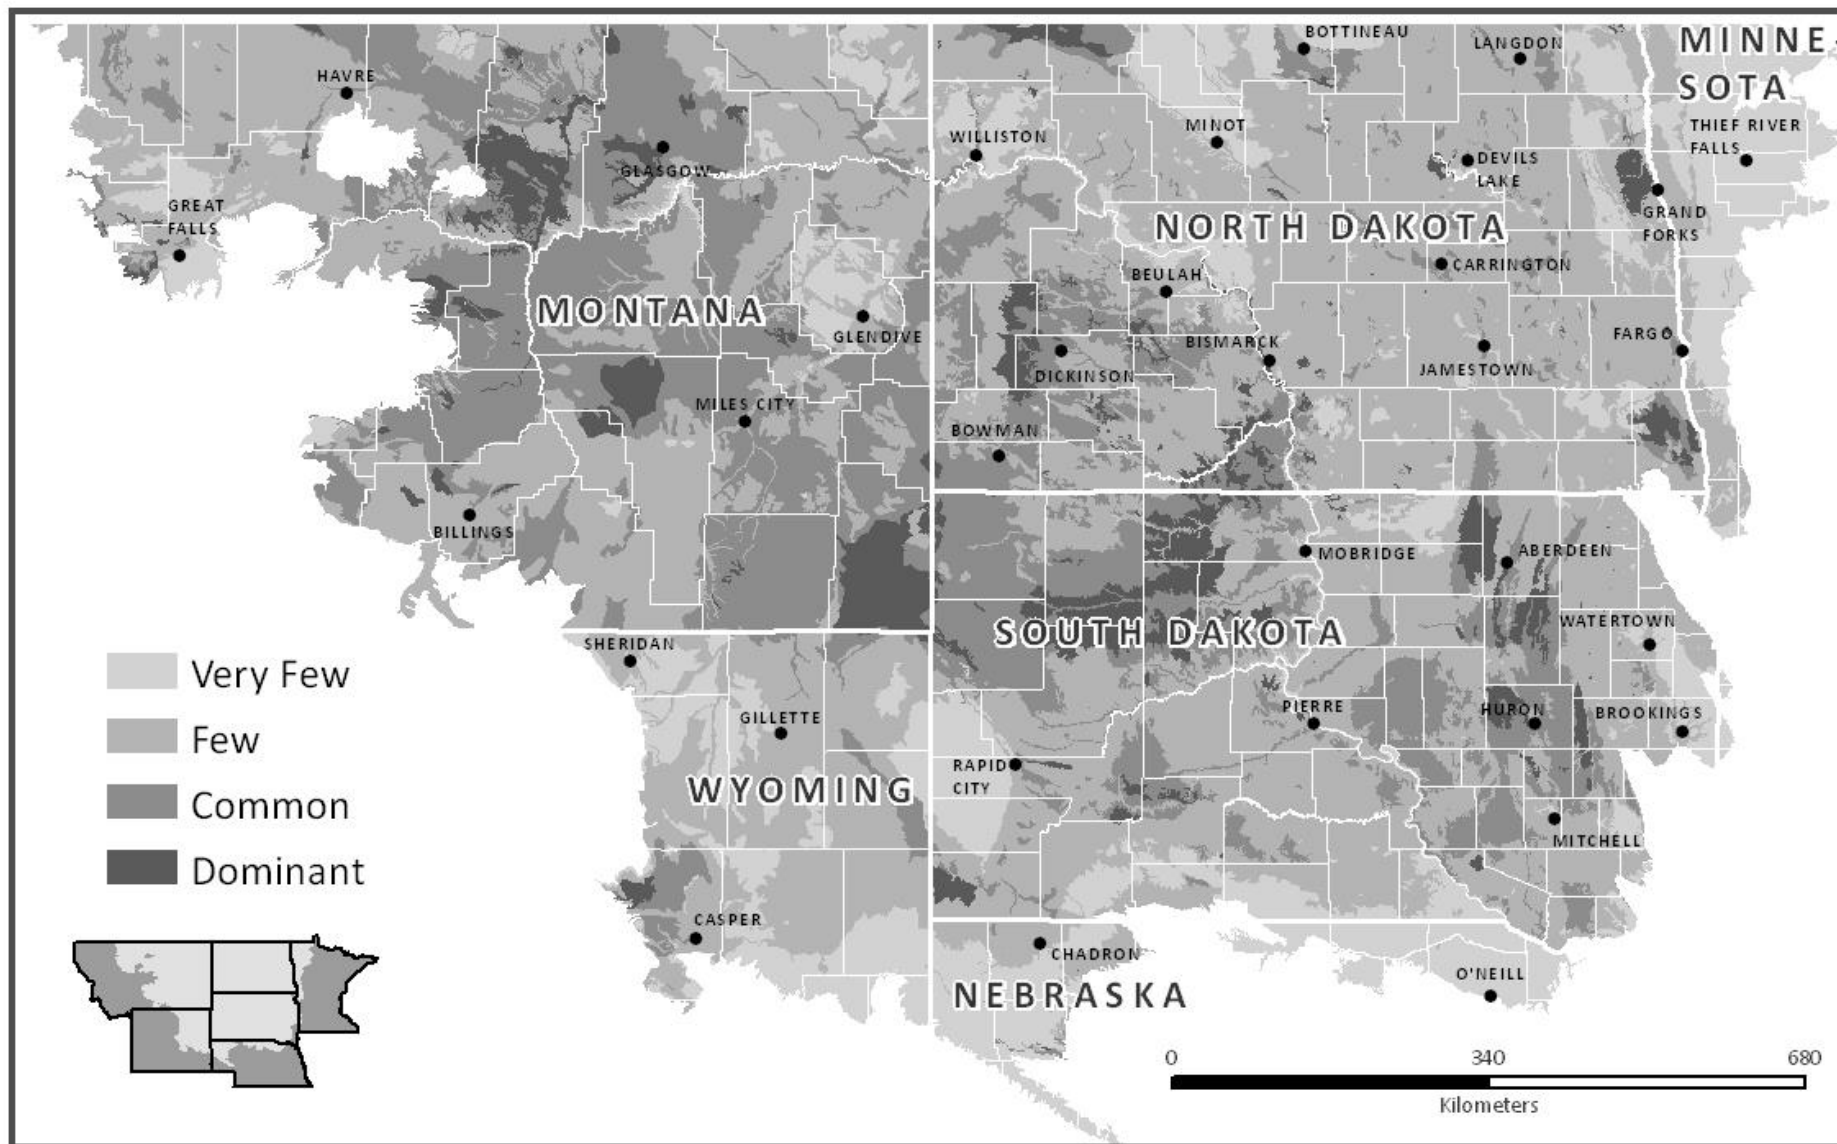 BOTTINEAU
LANGDON
MINNE-
SOTA
HAVRE
THIEF RIVER
FALLS
MINOT
WILLISTON
DEVILS
LAKE
GLASGOW
GREAT
FALLS
GRAND
FORKS
NORTH DAKOTA
CARRINGTON
BEULAH
MONTANA
GLENDIVE
BISMARCK
FARGO
JAMESTOWN
DICKINSON
MILES CITY
BOWMAN
BILLINGS
MOBRIDGE
ABERDEEN
SOUTH DAKOTA
WATERTOWN
SHERIDAN
Very Few
GILLETTE
PIERRE
HURON
BROOKINGS
Few
RAPID
CITY
WYOMING
Common
MITCHELL
Dominant
CASPER
CHADRON
O'NEILL
NEBRASKA
0 340 680
Kilometers